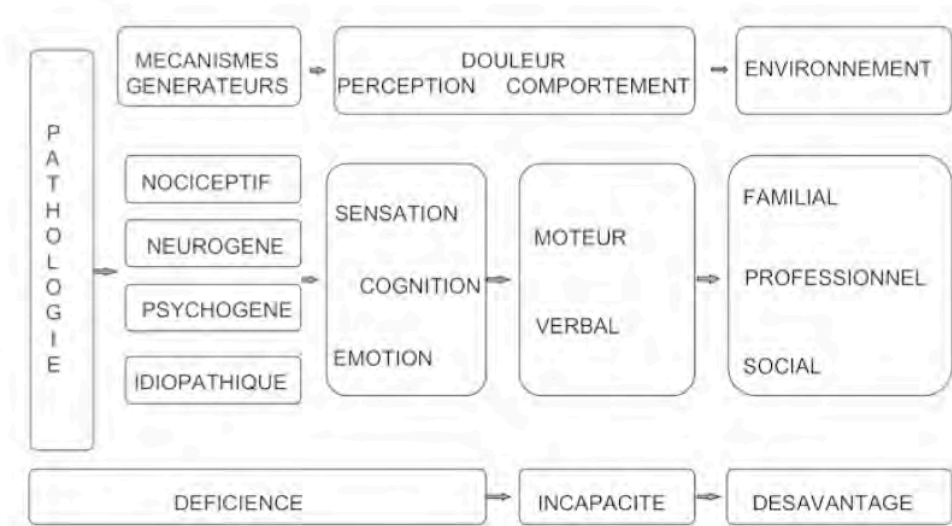 PATHOLOGIE
MECANISMES
GENERATEURS
DOULEUR
PERCEPTION COMPORTEMENT
ENVIRONNEMENT
NOCICEPTIF
NEUROGENE
PSYCHOGENE
IDIOPATHIQUE
SENSATION
COGNITION
EMOTION
MOTEUR
VERBAL
FAMILIAL
PROFESSIONNEL
SOCIAL
DEFICIENCE
INCAPACITE
DESAVANTAGE